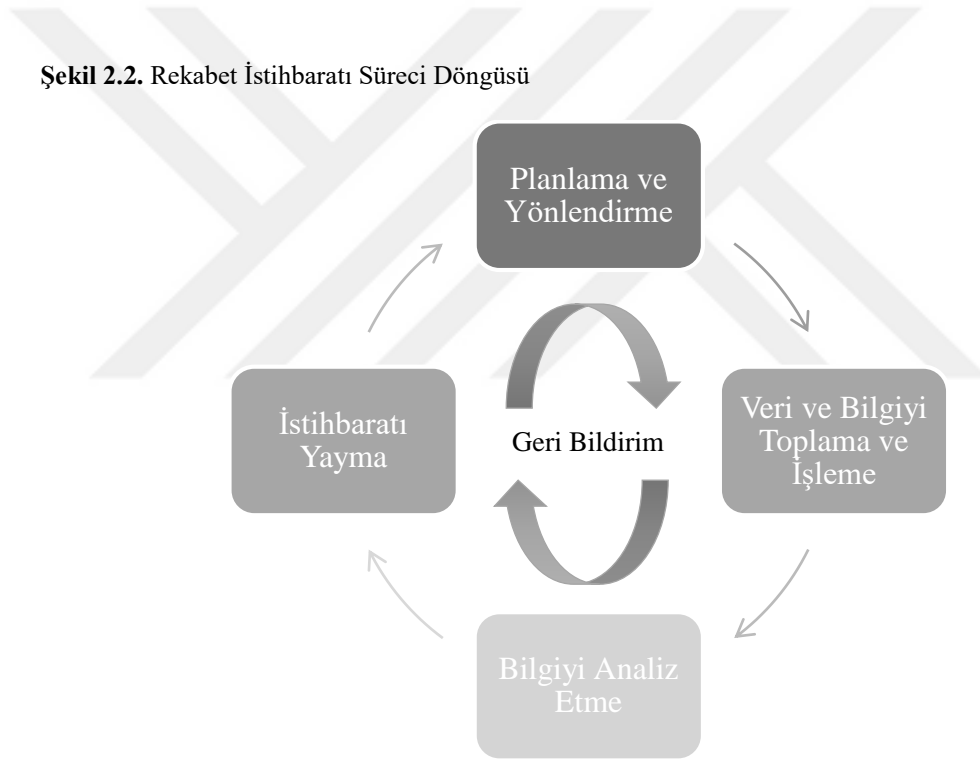 Şekil 2.2. Rekabet İstihbaratı Süreci Döngüsü
Planlama ve
Yönlendirme
Veri ve Bilgiyi
Toplama ve
İşleme
Bilgiyi Analiz
Etme
İstihbaratı
Yayma
Geri Bildirim